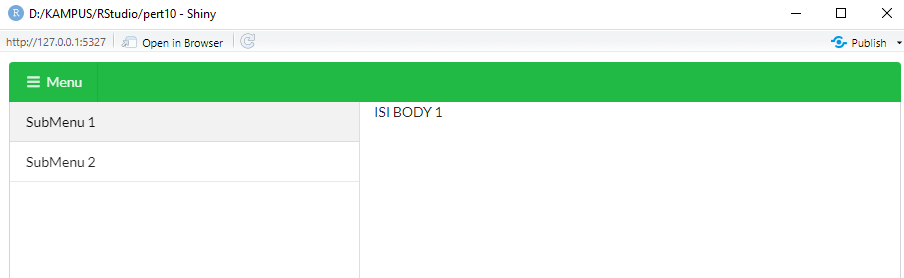 R D:/KAMPUS/RStudio/pert10 - Shiny
http://127.0.0.1:5327 Open in Browser Publish
Menu
SubMenu 1 ISI BODY 1
SubMenu 2